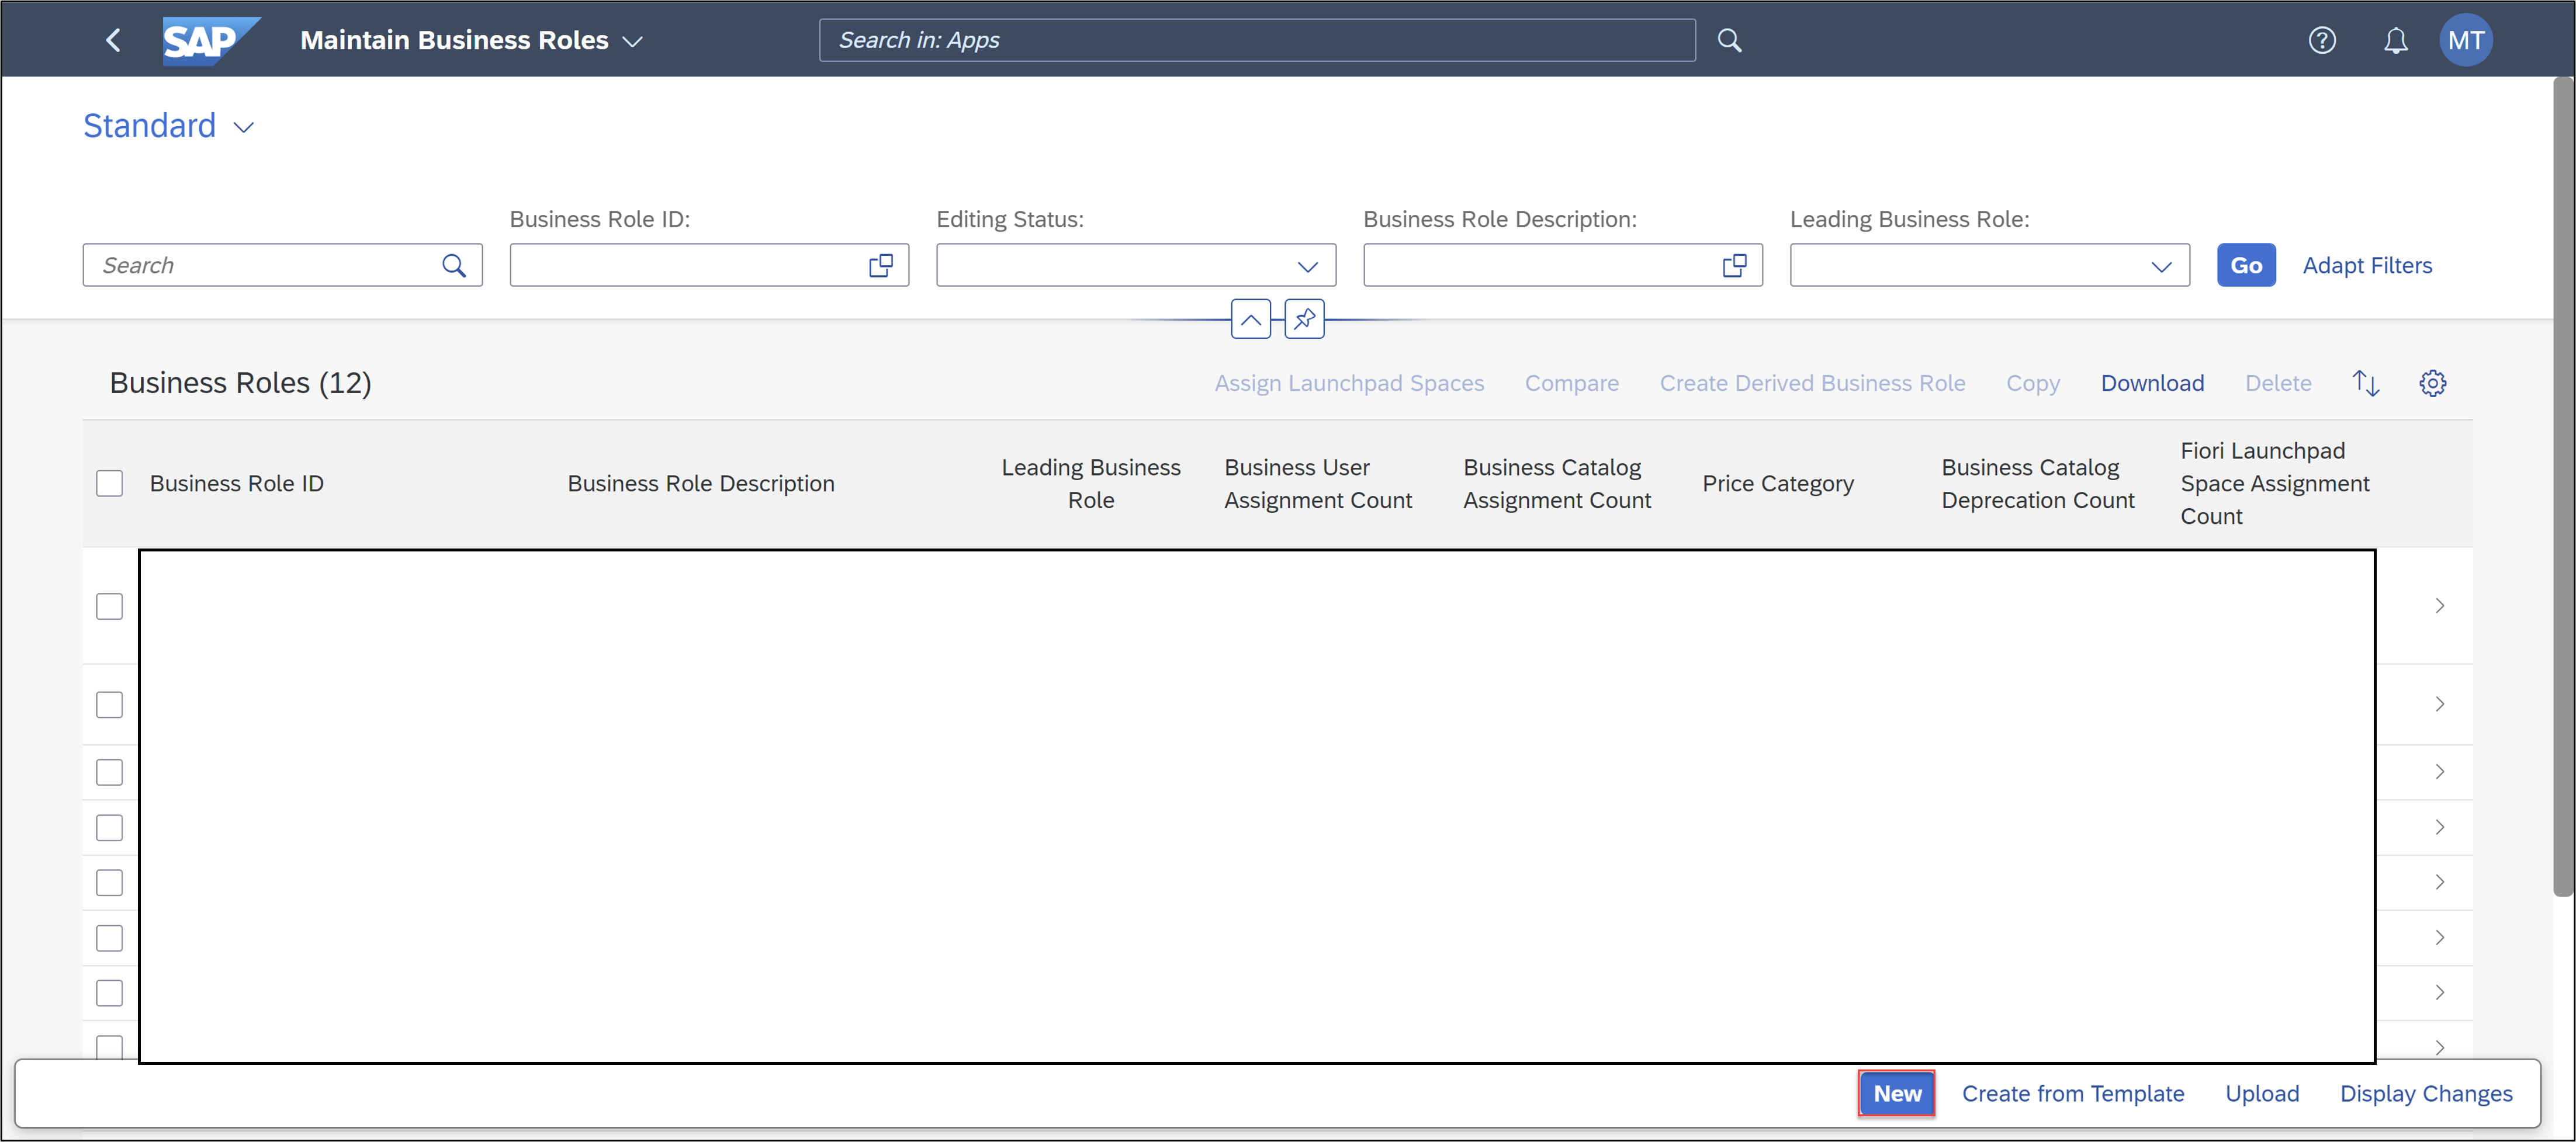 SAP Maintain Business Roles Search in: Apps MT
Standard
Business Role ID: Editing Status: Business Role Description: Leading Business Role:
Search Go Adapt Filters
Business Roles (12) Assign Launchpad Spaces Compare Create Derived Business Role Copy Download Delete
Business Role ID
Business Role Description
Leading Business
Role
Business User
Assignment Count
Business Catalog
Assignment Count
Price Category
Business Catalog
Deprecation Count
Fiori Launchpad
Space Assignment
Count
New Create from Template Upload Display Changes